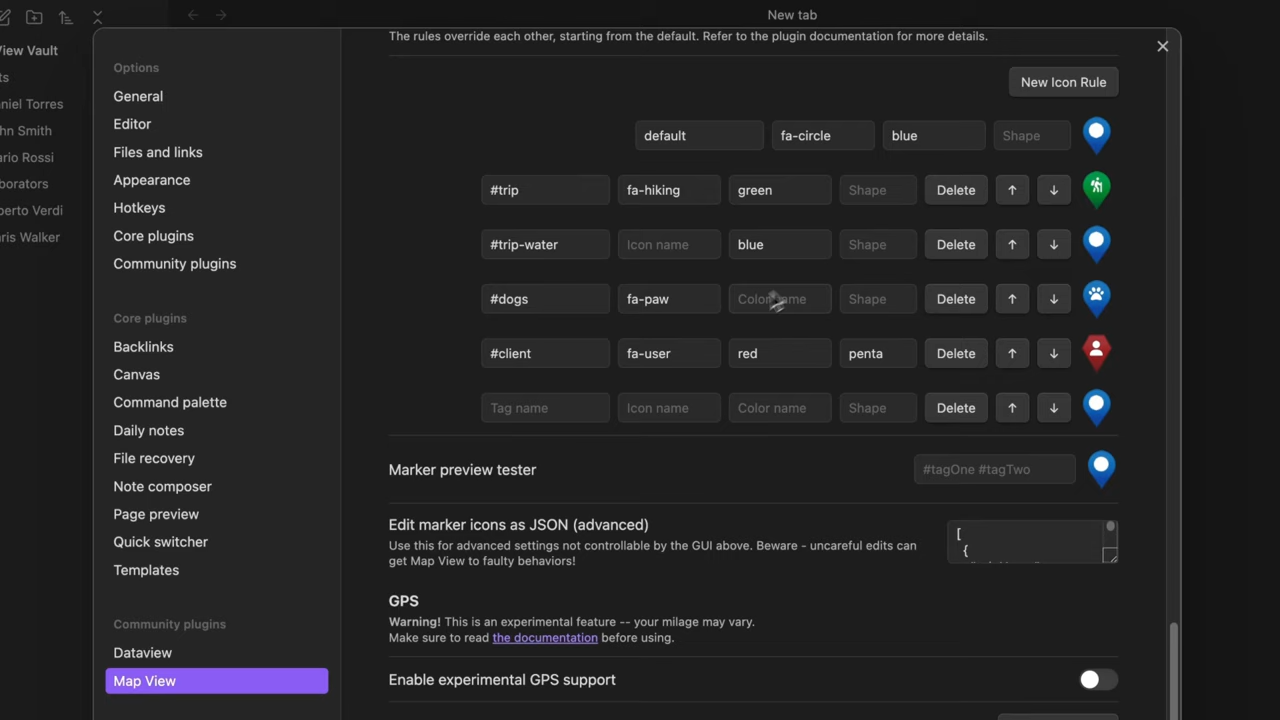 New tab
View Vault
ts
niel Torres
hn Smith
ario Rossi
borators
berto Verdi
ris Walker
Options
General
Editor
Files and links
Appearance
Hotkeys
Core plugins
Community plugins
Core plugins
Backlinks
Canvas
Command palette
Daily notes
File recovery
Note composer
Page preview
Quick switcher
Templates
Community plugins
Dataview
Map View
The rules override each other, starting from the default. Refer to the plugin documentation for more details.
New Icon Rule
default fa-circle blue Shape
#trip fa-hiking green Shape Delete ↑ ↓
#trip-water Icon name blue Shape Delete ↑ ↓
#dogs fa-paw Color name Shape Delete ↑ ↓
#client fa-user red penta Delete ↑ ↓
Tag name Icon name Color name Shape Delete ↑ ↓
Marker preview tester #tagOne #tagTwo
Edit marker icons as JSON (advanced)
Use this for advanced settings not controllable by the GUI above. Beware - uncareful edits can
get Map View to faulty behaviors!
[
{
GPS
Warning! This is an experimental feature -- your milage may vary.
Make sure to read the documentation before using.
Enable experimental GPS support